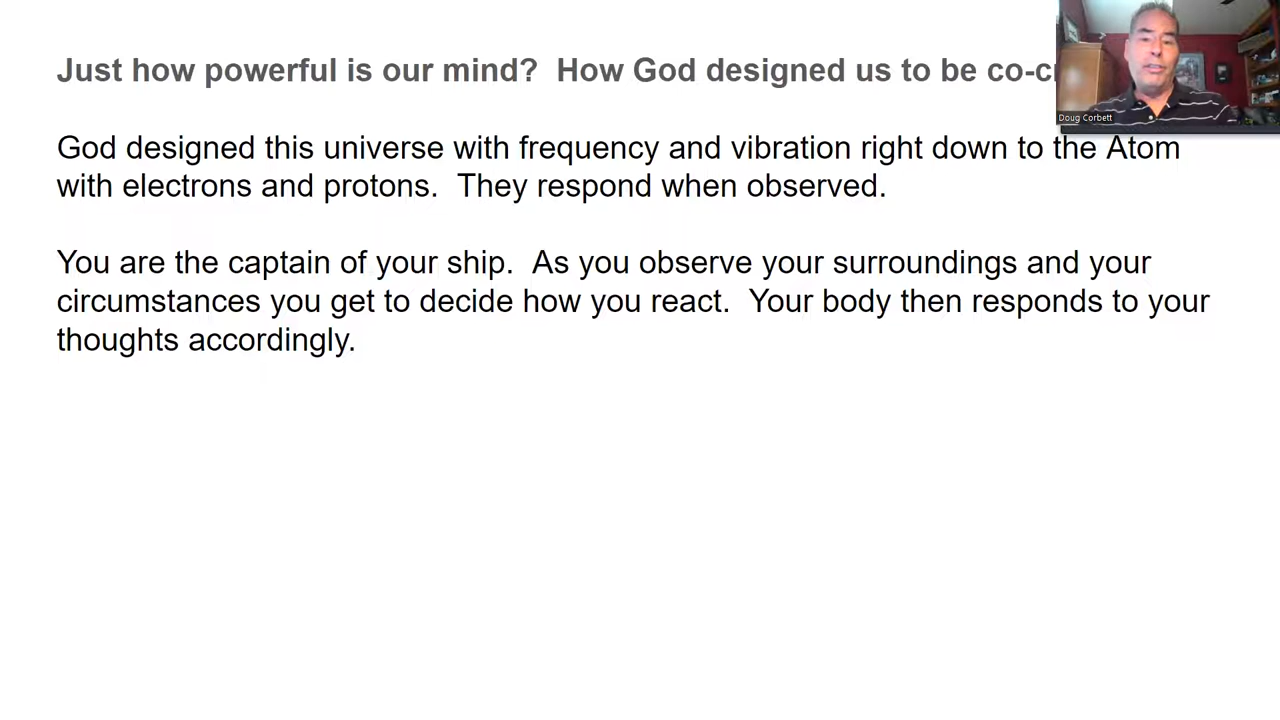 Just how powerful is our mind?  How God designed us to be
God designed this universe with frequency and vibration right down to the Atom
with electrons and protons.  They respond when observed.
You are the captain of your ship.  As you observe your surroundings and your
circumstances you get to decide how you react.  Your body then responds to your
thoughts accordingly.
Doug Corbett